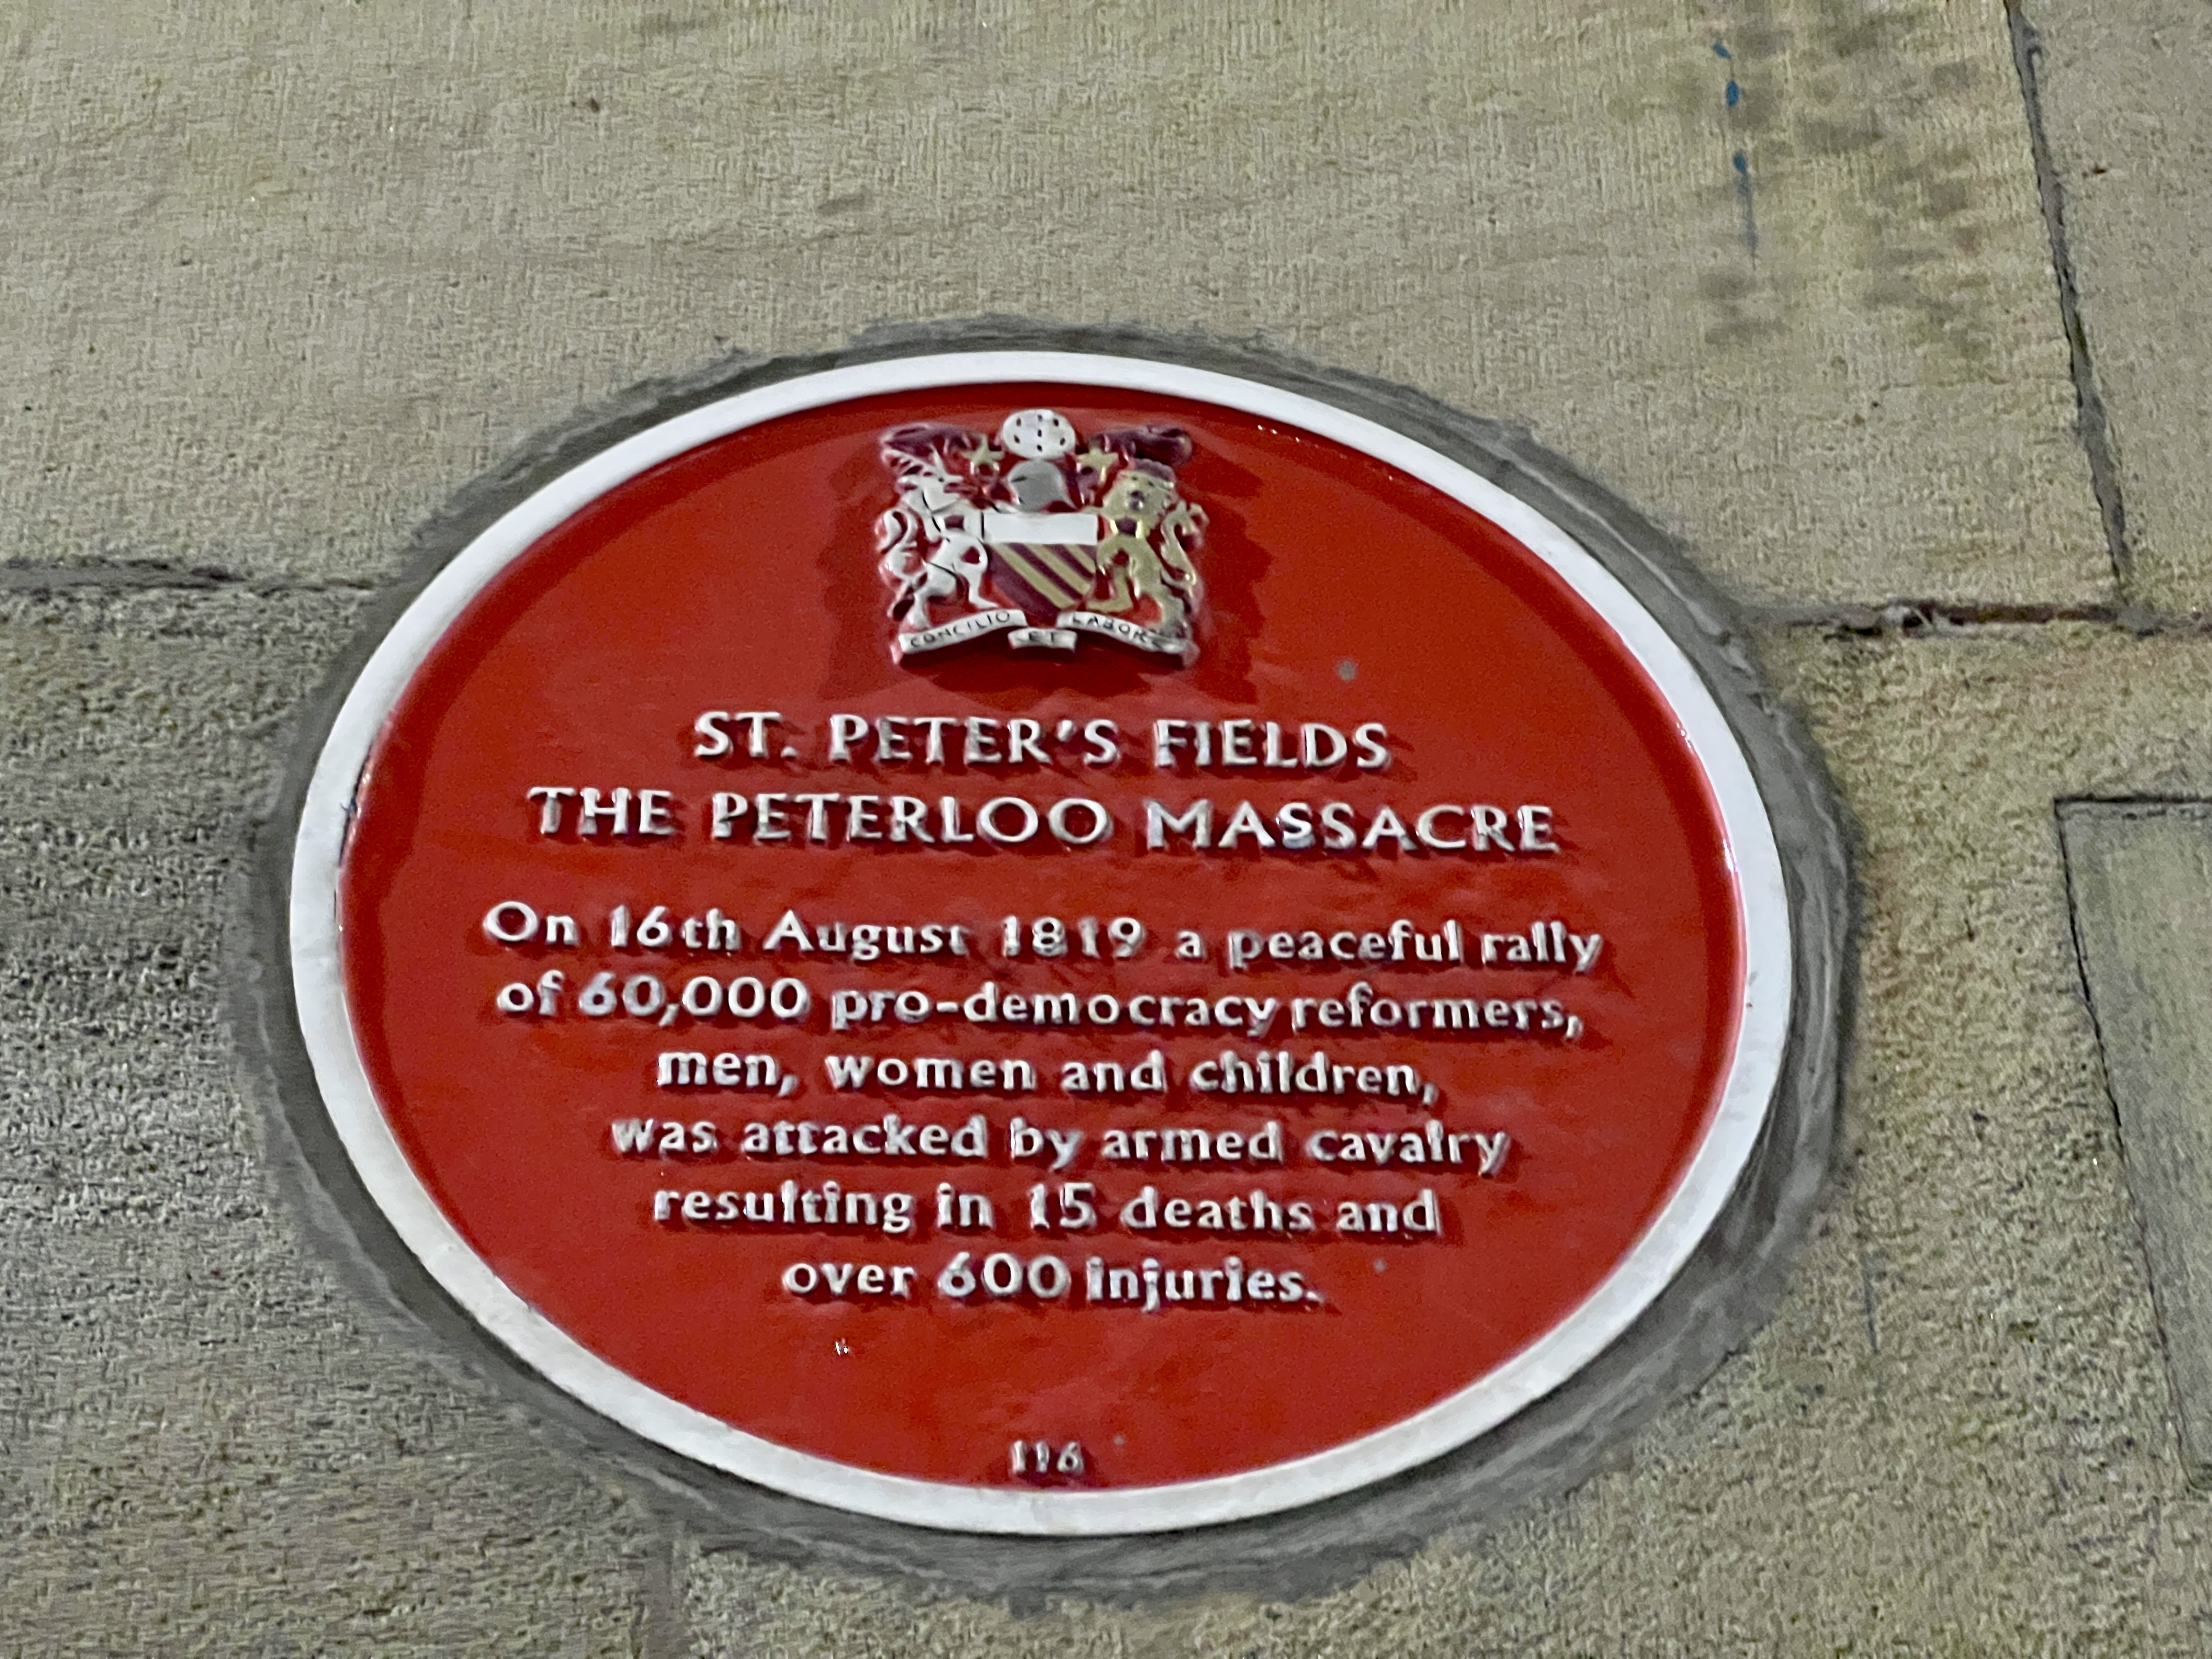 CONCILIO ET LABORE
ST. PETER'S FIELDS
THE PETERLOO MASSACRE
On 16th August 1819 a peaceful rally
of 60,000 pro-democracy reformers,
men, women and children,
was attacked by armed cavalry
resulting in 15 deaths and
over 600 injuries.
116